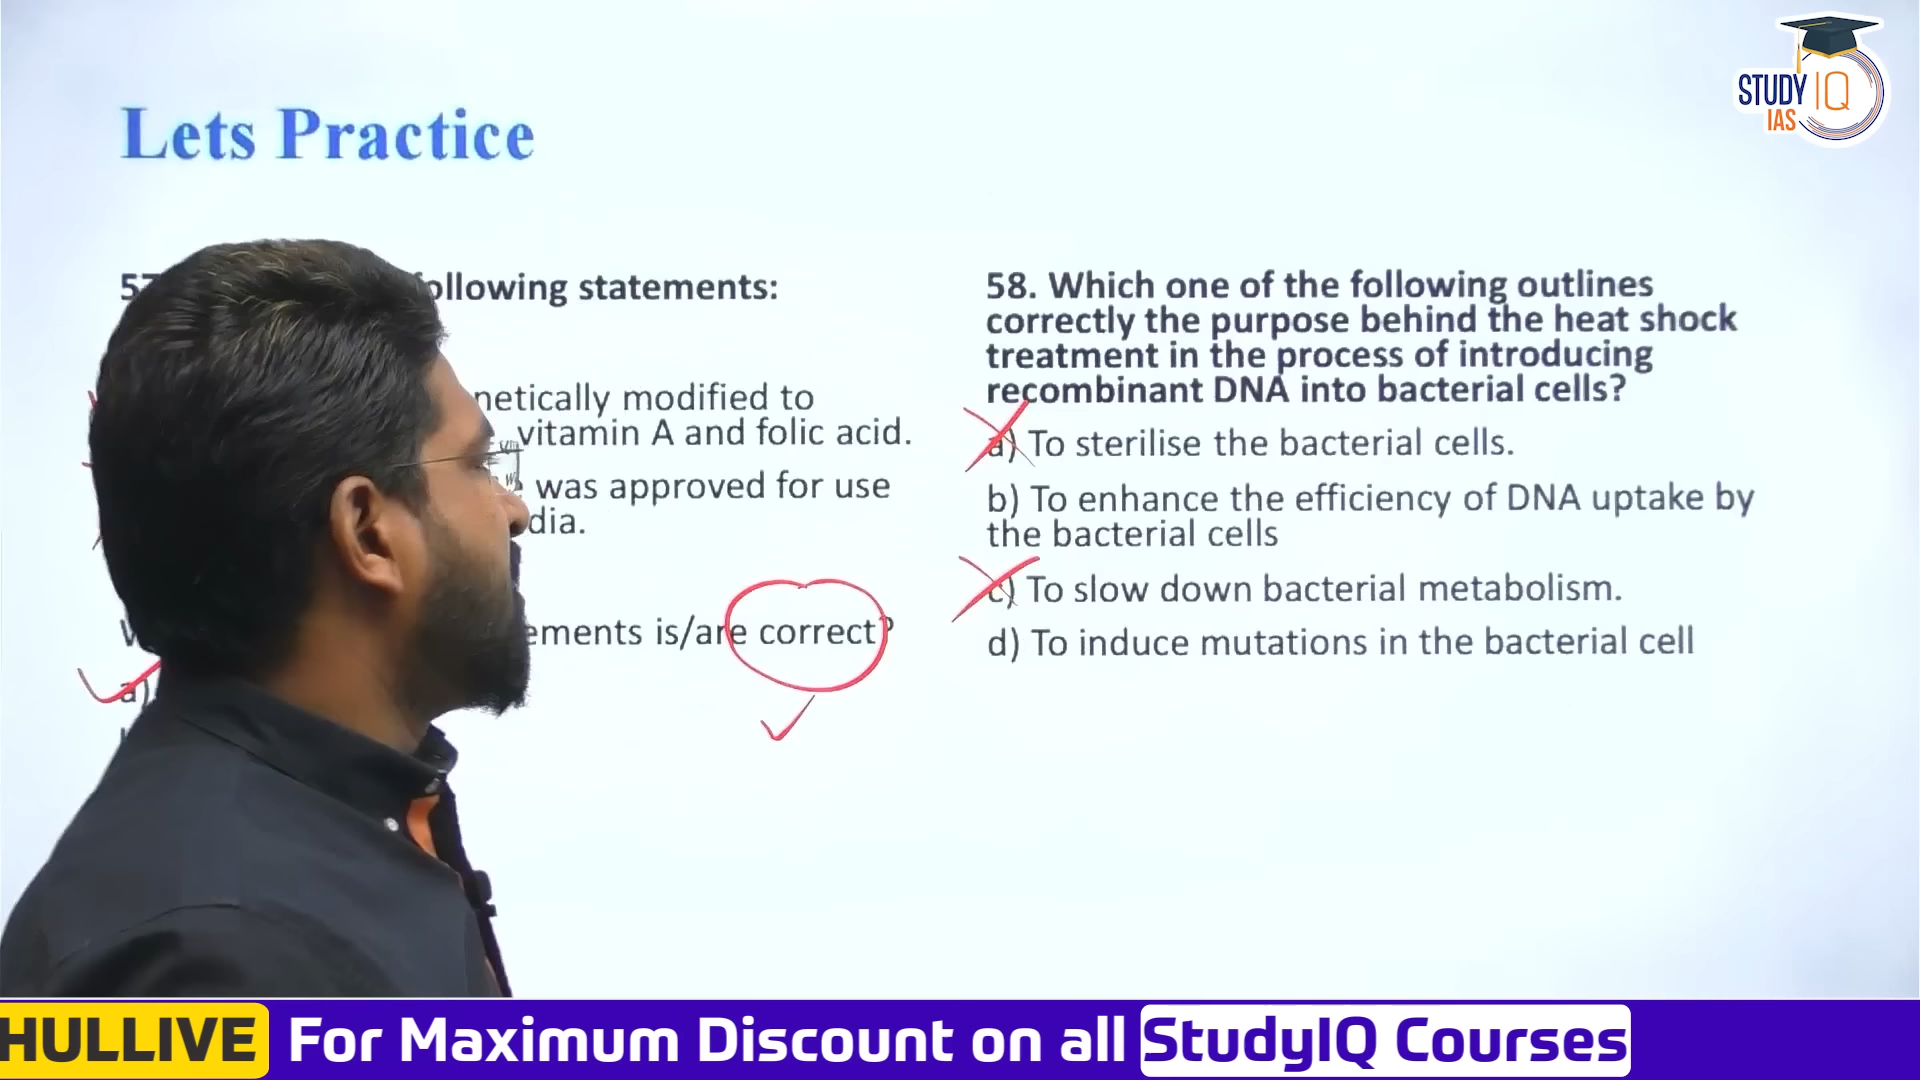 STUDY IQ
IAS
Lets Practice
ollowing statements:
netically modified to
vitamin A and folic acid.
was approved for use
dia.
ements is/are correct?
a)
58. Which one of the following outlines
correctly the purpose behind the heat shock
treatment in the process of introducing
recombinant DNA into bacterial cells?
a) To sterilise the bacterial cells.
b) To enhance the efficiency of DNA uptake by
the bacterial cells
c) To slow down bacterial metabolism.
d) To induce mutations in the bacterial cell
HULLIVE For Maximum Discount on all StudyIQ Courses